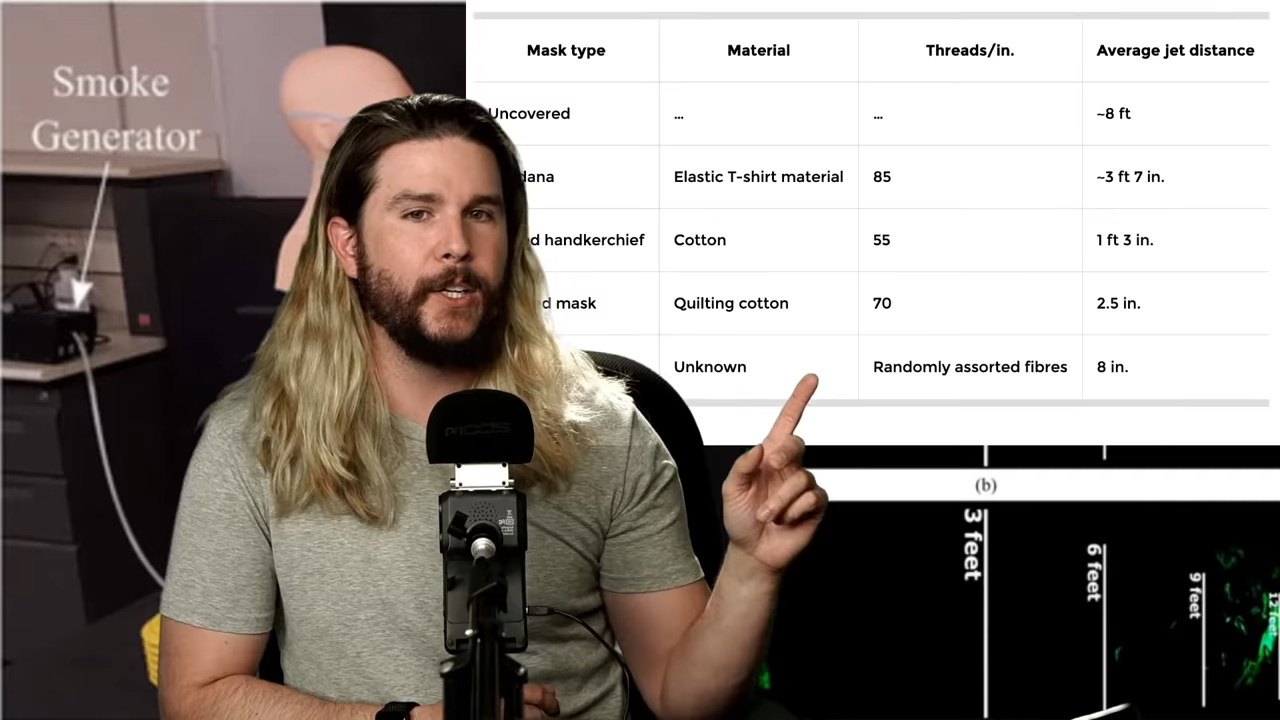 Smoke
Generator
Mask type Material Threads/in. Average jet distance
Uncovered ... ... ~8 ft
Elastic T-shirt material 85 ~3 ft 7 in.
handkerchief Cotton 55 1 ft 3 in.
mask Quilting cotton 70 2.5 in.
Unknown Randomly assorted fibres 8 in.
(b)
3 feet
6 feet
9 feet
12 feet